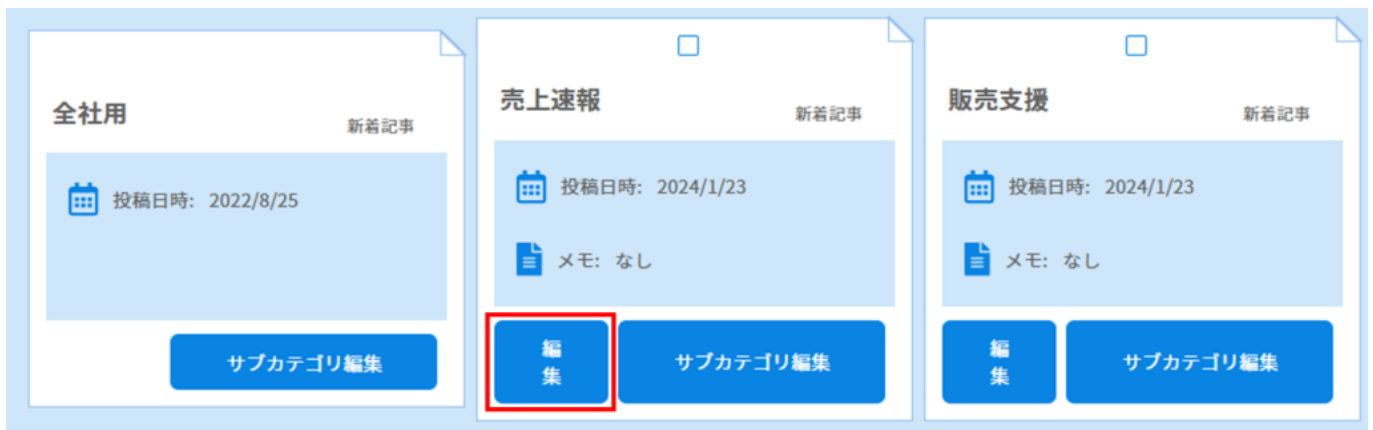 全社用
新着記事
投稿日時: 2022/8/25
サブカテゴリ編集
売上速報
新着記事
投稿日時: 2024/1/23
メモ: なし
編
集
サブカテゴリ編集
販売支援
新着記事
投稿日時: 2024/1/23
メモ: なし
編
集
サブカテゴリ編集